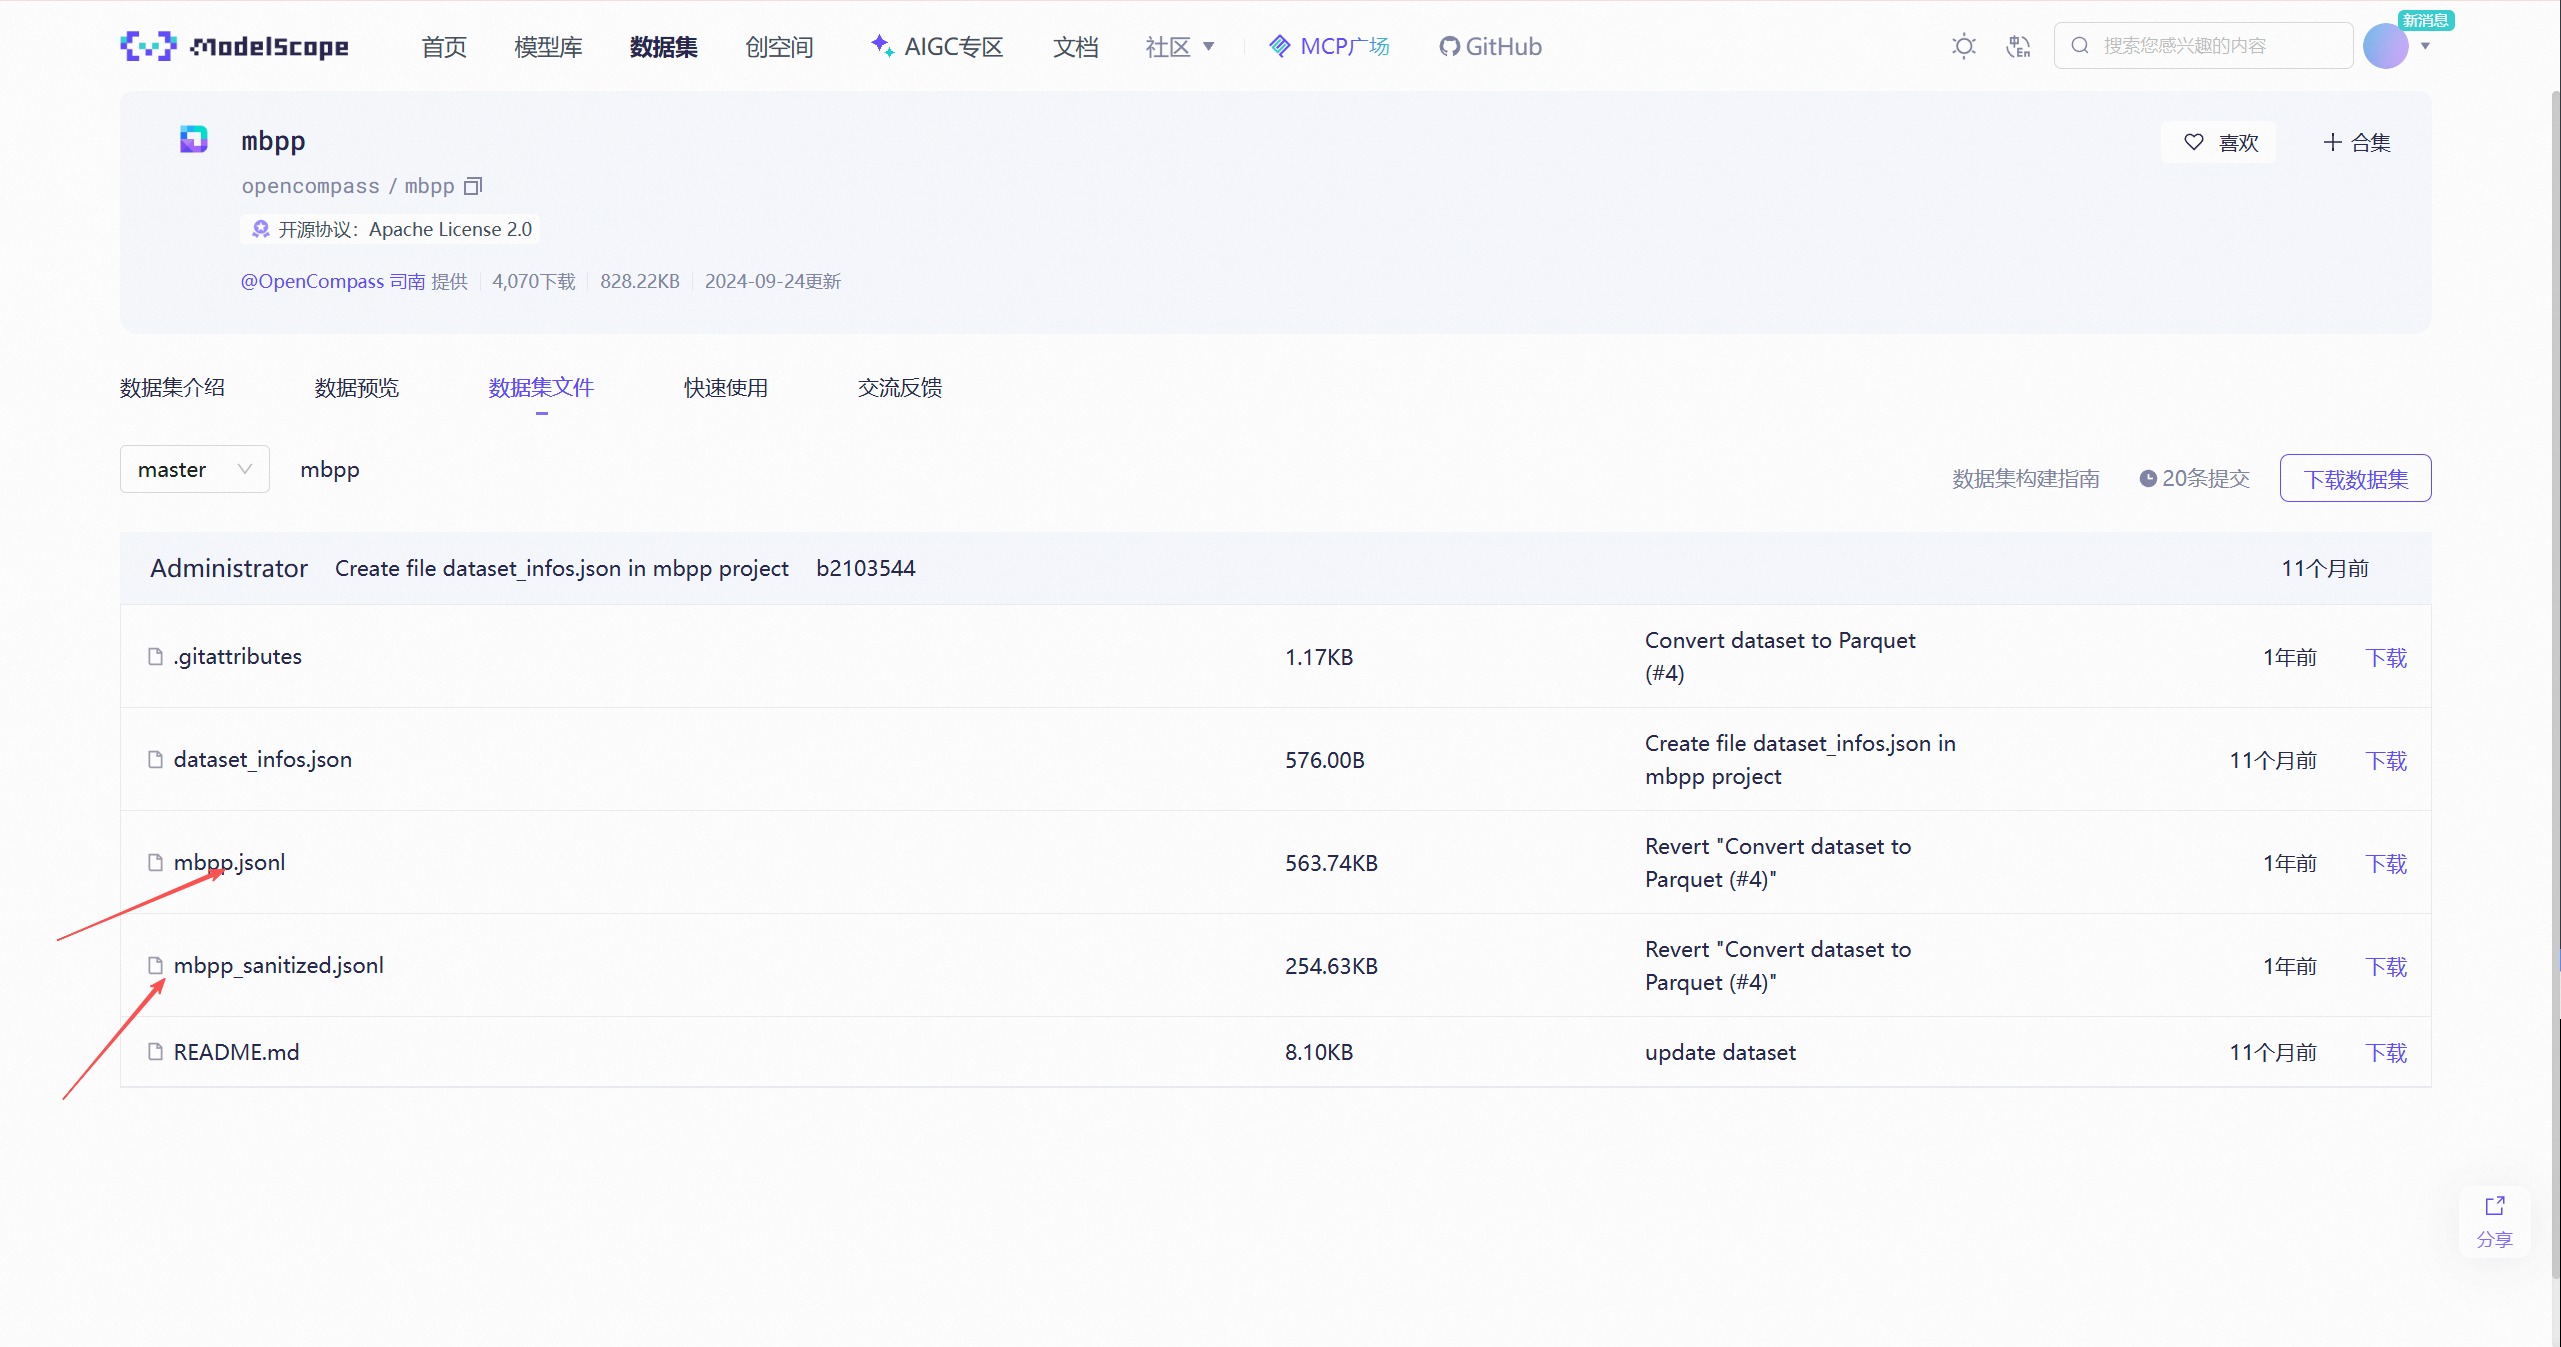 ModelScope 首页 模型库 数据集 创空间 AIGC专区 文档 社区 MCP广场 GitHub 中 En 搜索您感兴趣的内容 新消息
mbpp 喜欢 合集
opencompass / mbpp
开源协议：Apache License 2.0
@OpenCompass 司南 提供 4,070下载 828.22KB 2024-09-24更新
数据集介绍 数据预览 数据集文件 快速使用 交流反馈
master mbpp 数据集构建指南 20条提交 下载数据集
Administrator Create file dataset_infos.json in mbpp project b2103544 11个月前
.gitattributes 1.17KB Convert dataset to Parquet (#4) 1年前 下载
dataset_infos.json 576.00B Create file dataset_infos.json in mbpp project 11个月前 下载
mbpp.jsonl 563.74KB Revert "Convert dataset to Parquet (#4)" 1年前 下载
mbpp_sanitized.jsonl 254.63KB Revert "Convert dataset to Parquet (#4)" 1年前 下载
README.md 8.10KB update dataset 11个月前 下载
分享